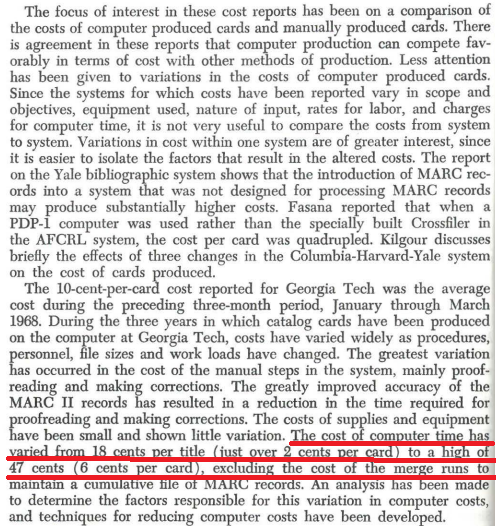 The focus of interest in these cost reports has been on a comparison of
the costs of computer produced cards and manually produced cards. There
is agreement in these reports that computer production can compete fav-
orably in terms of cost with other methods of production. Less attention
has been given to variations in the costs of computer produced cards.
Since the systems for which costs have been reported vary in scope and
objectives, equipment used, nature of input, rates for labor, and charges
for computer time, it is not very useful to compare the costs from system
to system. Variations in cost within one system are of greater interest, since
it is easier to isolate the factors that result in the altered costs. The report
on the Yale bibliographic system shows that the introduction of MARC rec-
ords into a system that was not designed for processing MARC records
may produce substantially higher costs. Fasana reported that when a
PDP-1 computer was used rather than the specially built Crossfiler in
the AFCRL system, the cost per card was quadrupled. Kilgour discusses
briefly the effects of three changes in the Columbia-Harvard-Yale system
on the cost of cards produced.
The 10-cent-per-card cost reported for Georgia Tech was the average
cost during the preceding three-month period, January through March
1968. During the three years in which catalog cards have been produced
on the computer at Georgia Tech, costs have varied widely as procedures,
personnel, file sizes and work loads have changed. The greatest variation
has occurred in the cost of the manual steps in the system, mainly proof-
reading and making corrections. The greatly improved accuracy of the
MARC II records has resulted in a reduction in the time required for
proofreading and making corrections. The costs of supplies and equipment
have been small and shown little variation. The cost of computer time has
varied from 18 cents per title (just over 2 cents per card) to a high of
47 cents (6 cents per card), excluding the cost of the merge runs to
maintain a cumulative file of MARC records. An analysis has been made
to determine the factors responsible for this variation in computer costs,
and techniques for reducing computer costs have been developed.